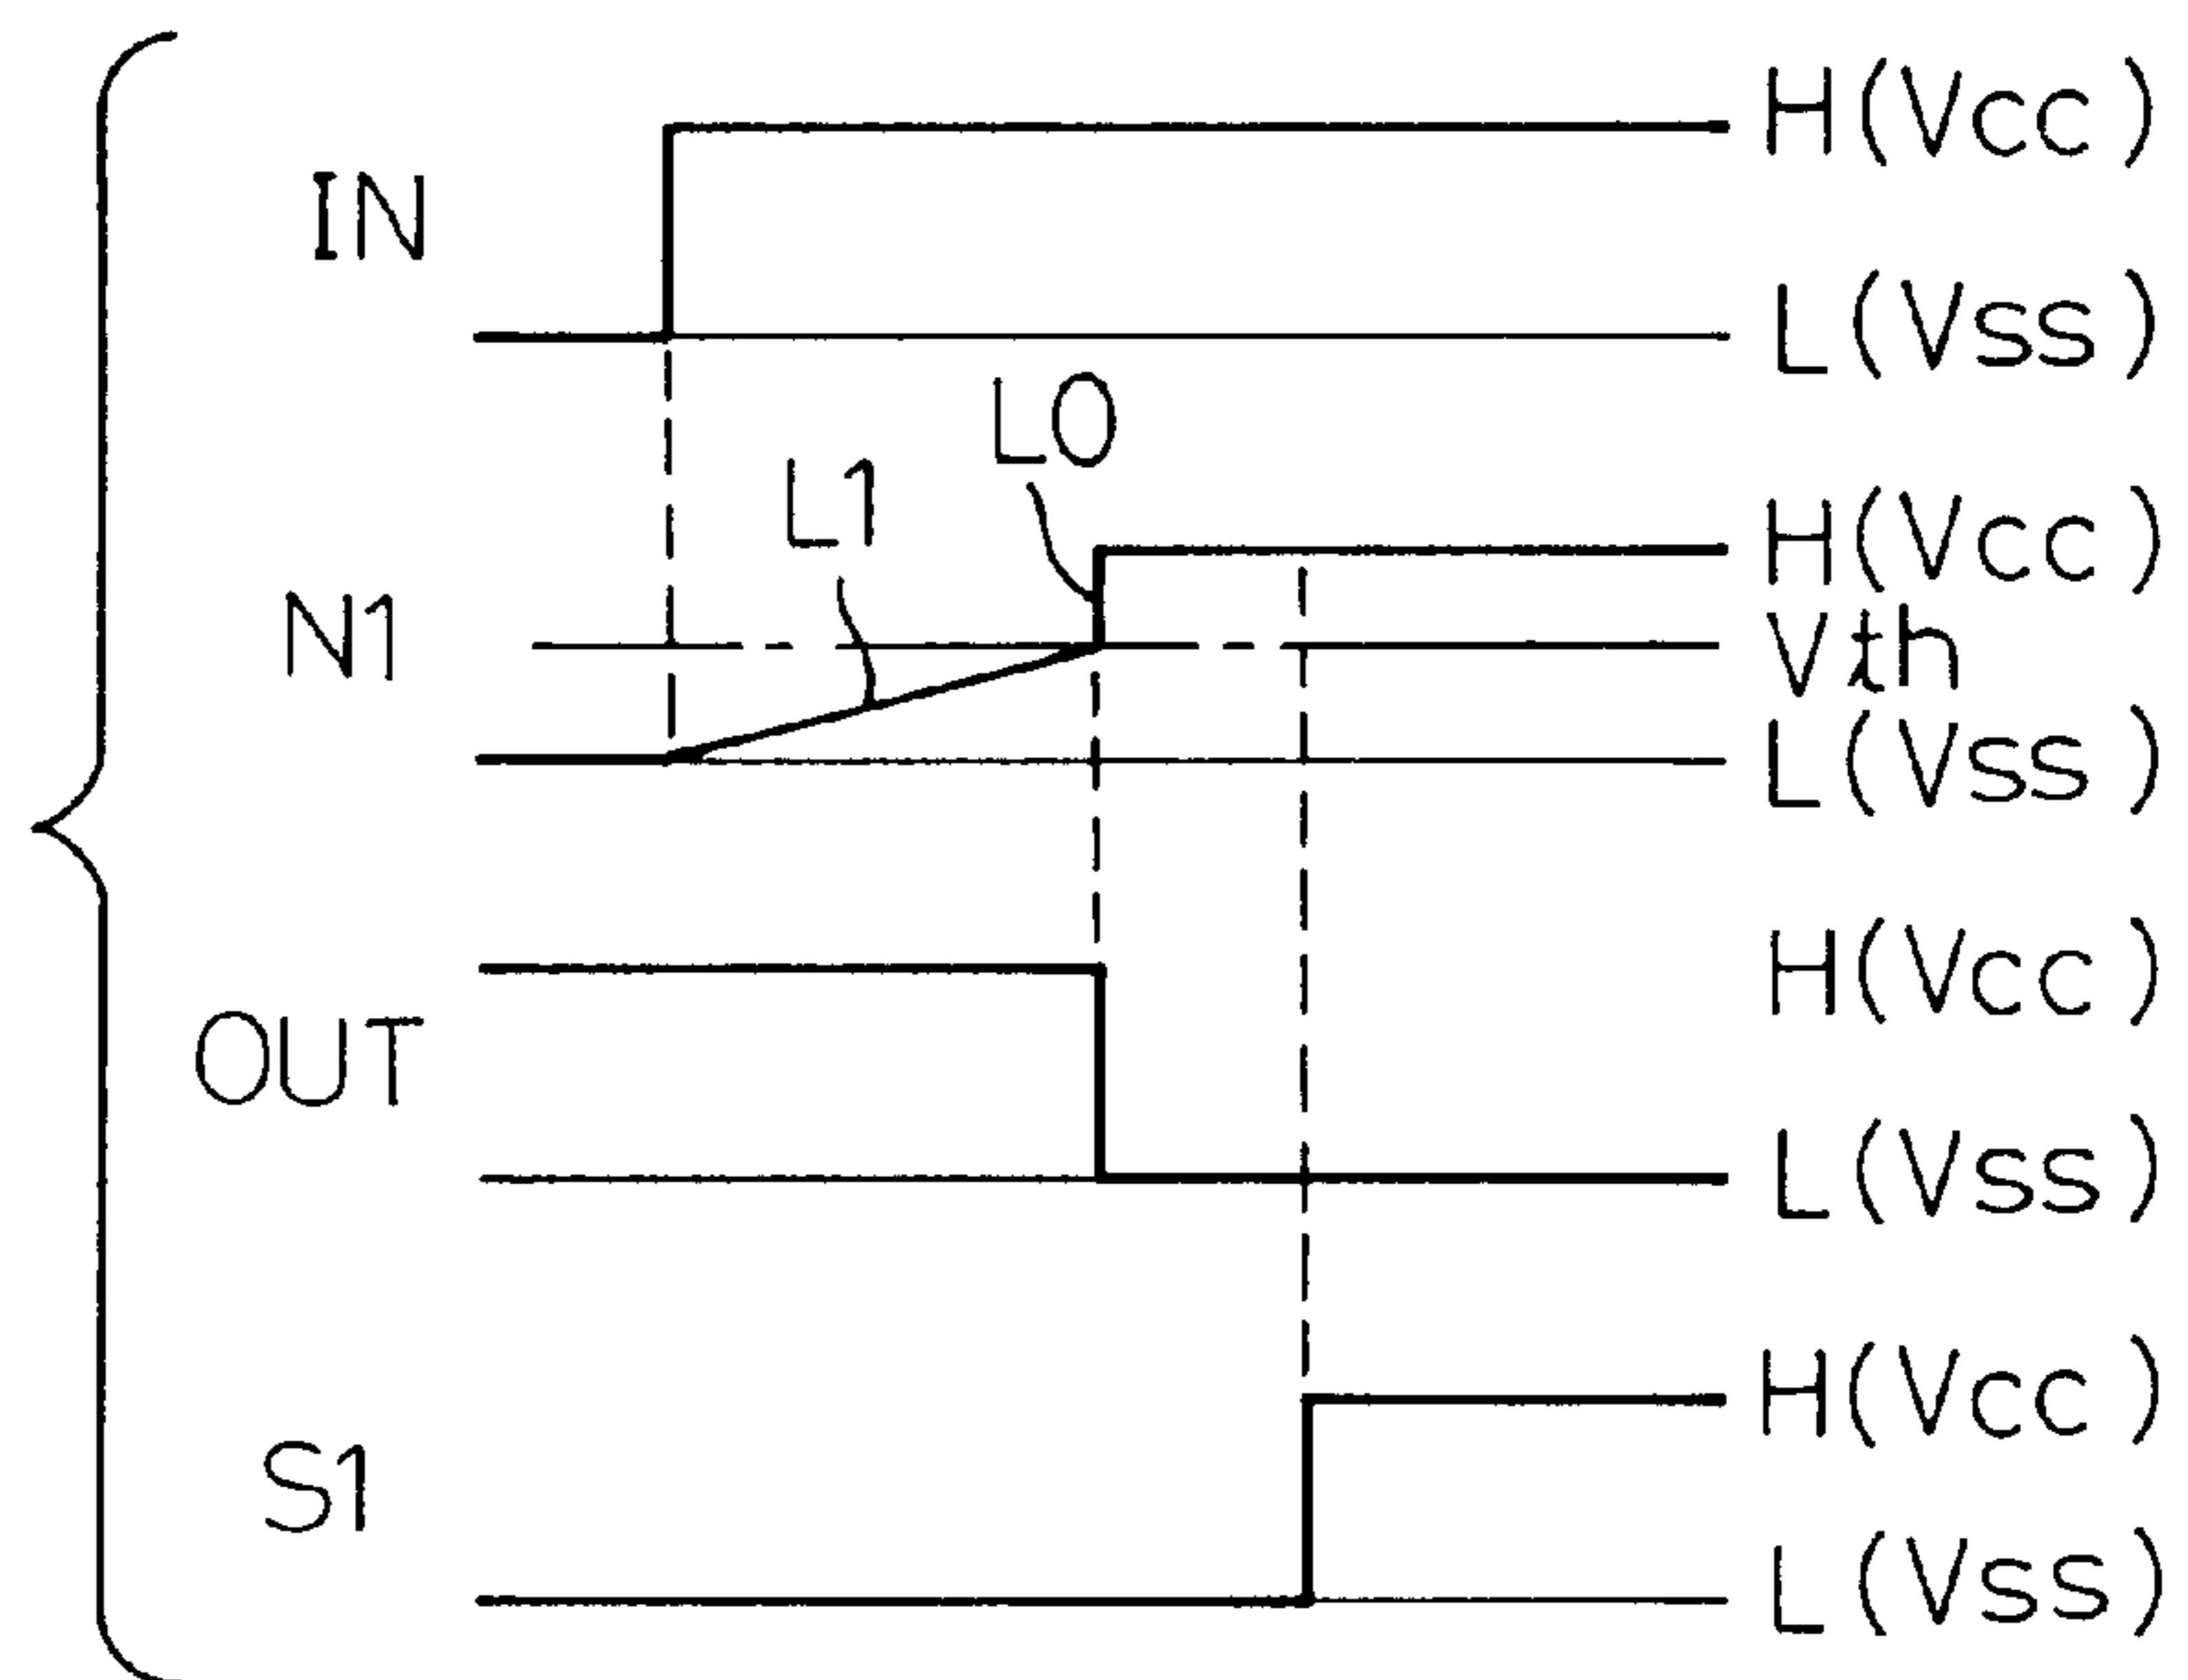 H(Vcc)
IN
L(Vss)
L0
L1
H(Vcc)
N1
Vth
L(Vss)
H(Vcc)
OUT
L(Vss)
H(Vcc)
S1
L(Vss)